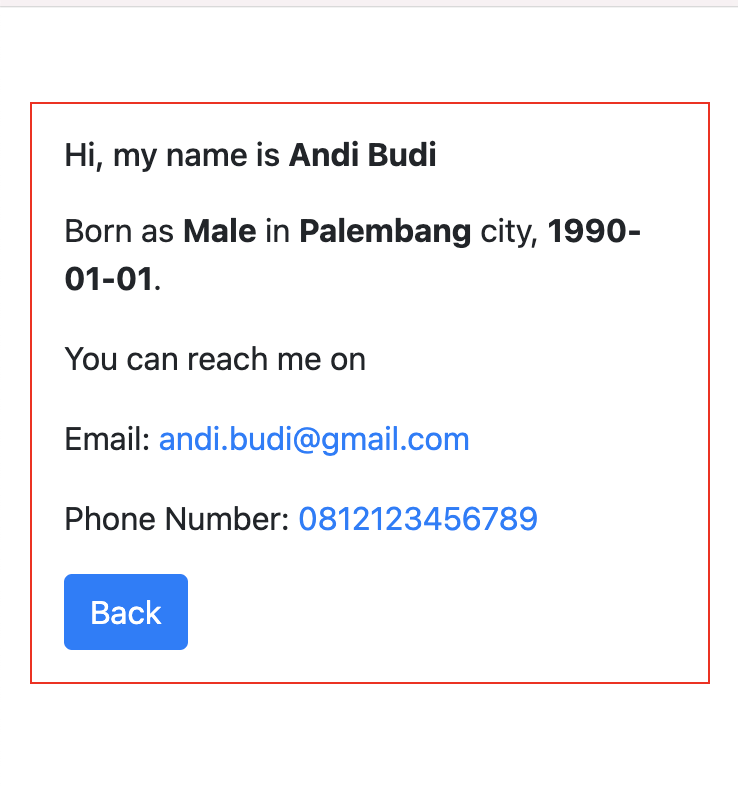 Hi, my name is Andi Budi
Born as Male in Palembang city, 1990-
01-01.
You can reach me on
Email: andi.budi@gmail.com
Phone Number: 0812123456789
Back